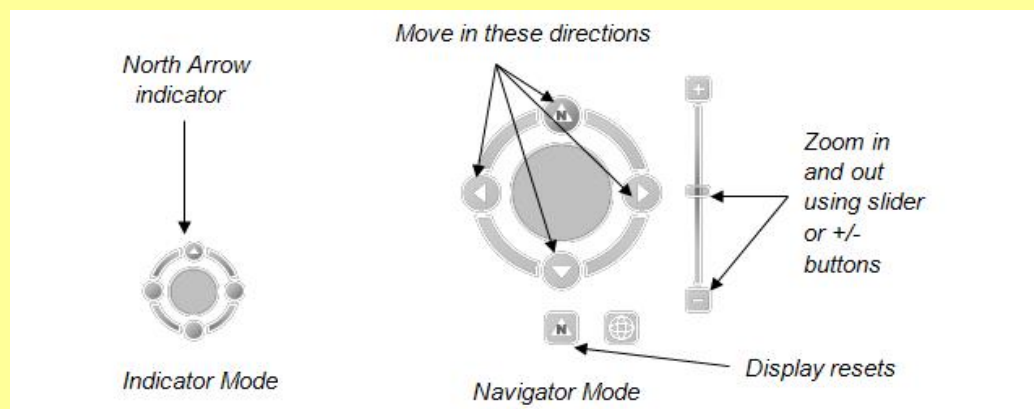 Move in these directions
North Arrow
indicator
N
+
Zoom in
and out
using slider
or +/-
buttons
-
N
Display resets
Indicator Mode
Navigator Mode